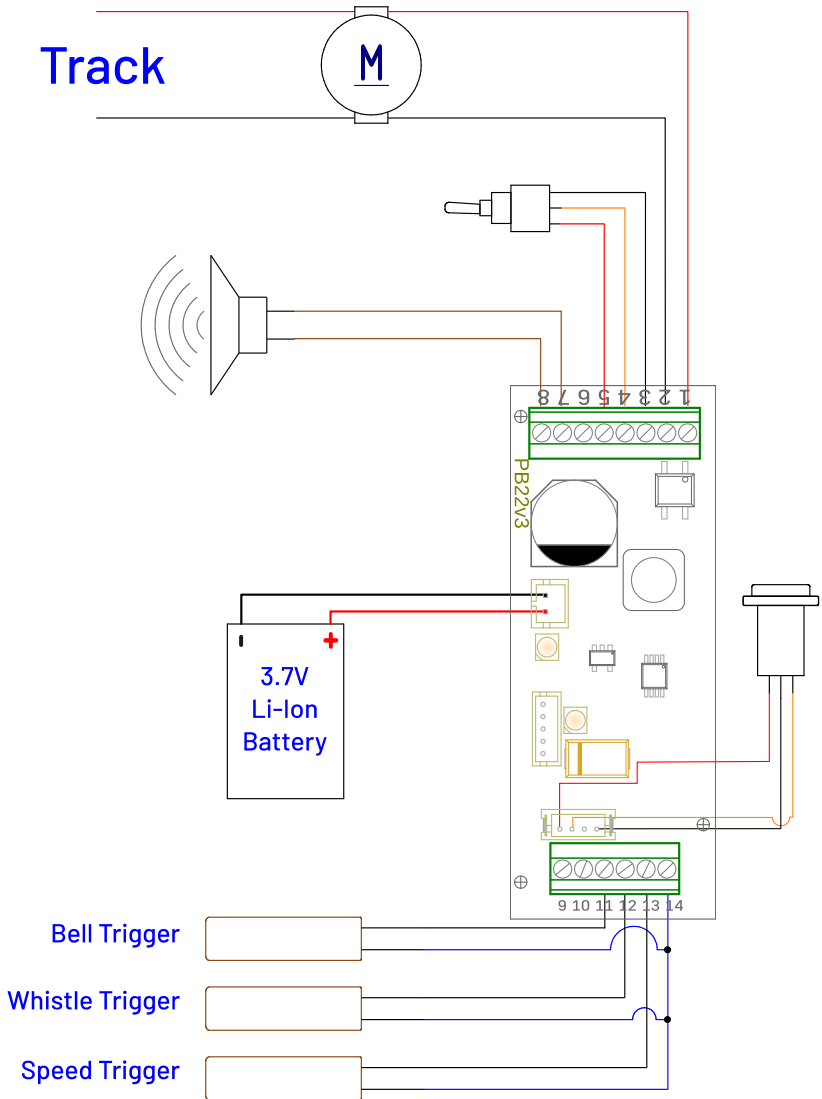 Track
M
8 7 6 5 4 3 2 1
PB22v3
- +
3.7V
Li-Ion
Battery
9 10 11 12 13 14
Bell Trigger
Whistle Trigger
Speed Trigger